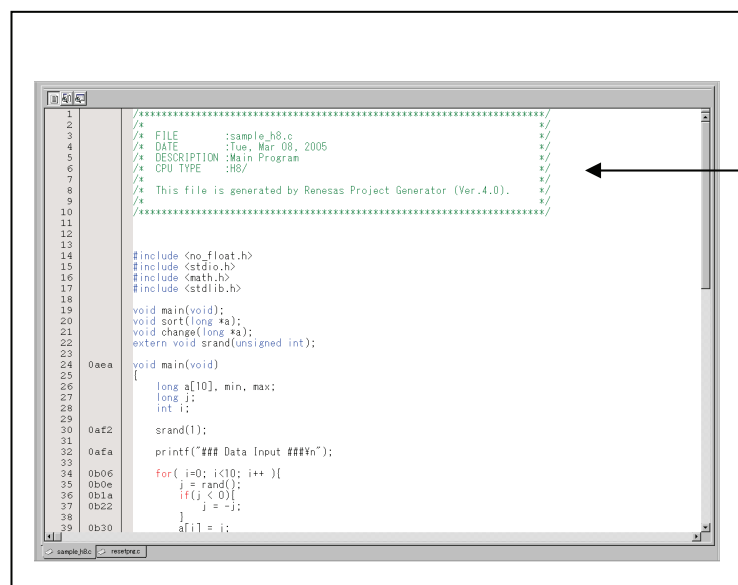 1 /***********************************************************************/
2 /* */
3 /* FILE :sample_h8.c */
4 /* DATE :Tue, Mar 08, 2005 */
5 /* DESCRIPTION :Main Program */
6 /* CPU TYPE :H8/ */
7 /* */
8 /* This file is generated by Renesas Project Generator (Ver.4.0). */
9 /* */
10 /***********************************************************************/
11
12
13
14 #include <no_float.h>
15 #include <stdio.h>
16 #include <math.h>
17 #include <stdlib.h>
18
19 void main(void);
20 void sort(long *a);
21 void change(long *a);
22 extern void srand(unsigned int);
23
24 0aea void main(void)
25 {
26 long a[10], min, max;
27 long j;
28 int i;
29
30 0af2 srand(1);
31
32 0afa printf("### Data Input ###¥n");
33
34 0b06 for( i=0; i<10; i++ ){
35 0b0e j = rand();
36 0b1a if(j < 0){
37 0b22 j = -j;
38 }
39 0b30 a[i] = j;
sample_h8.c resetprg.c